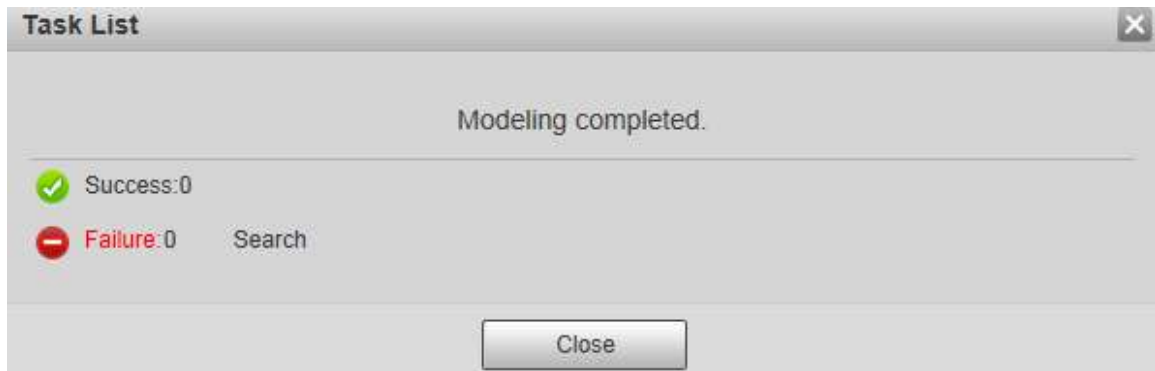 Task List
Modeling completed.
Success:0
Failure:0 Search
Close